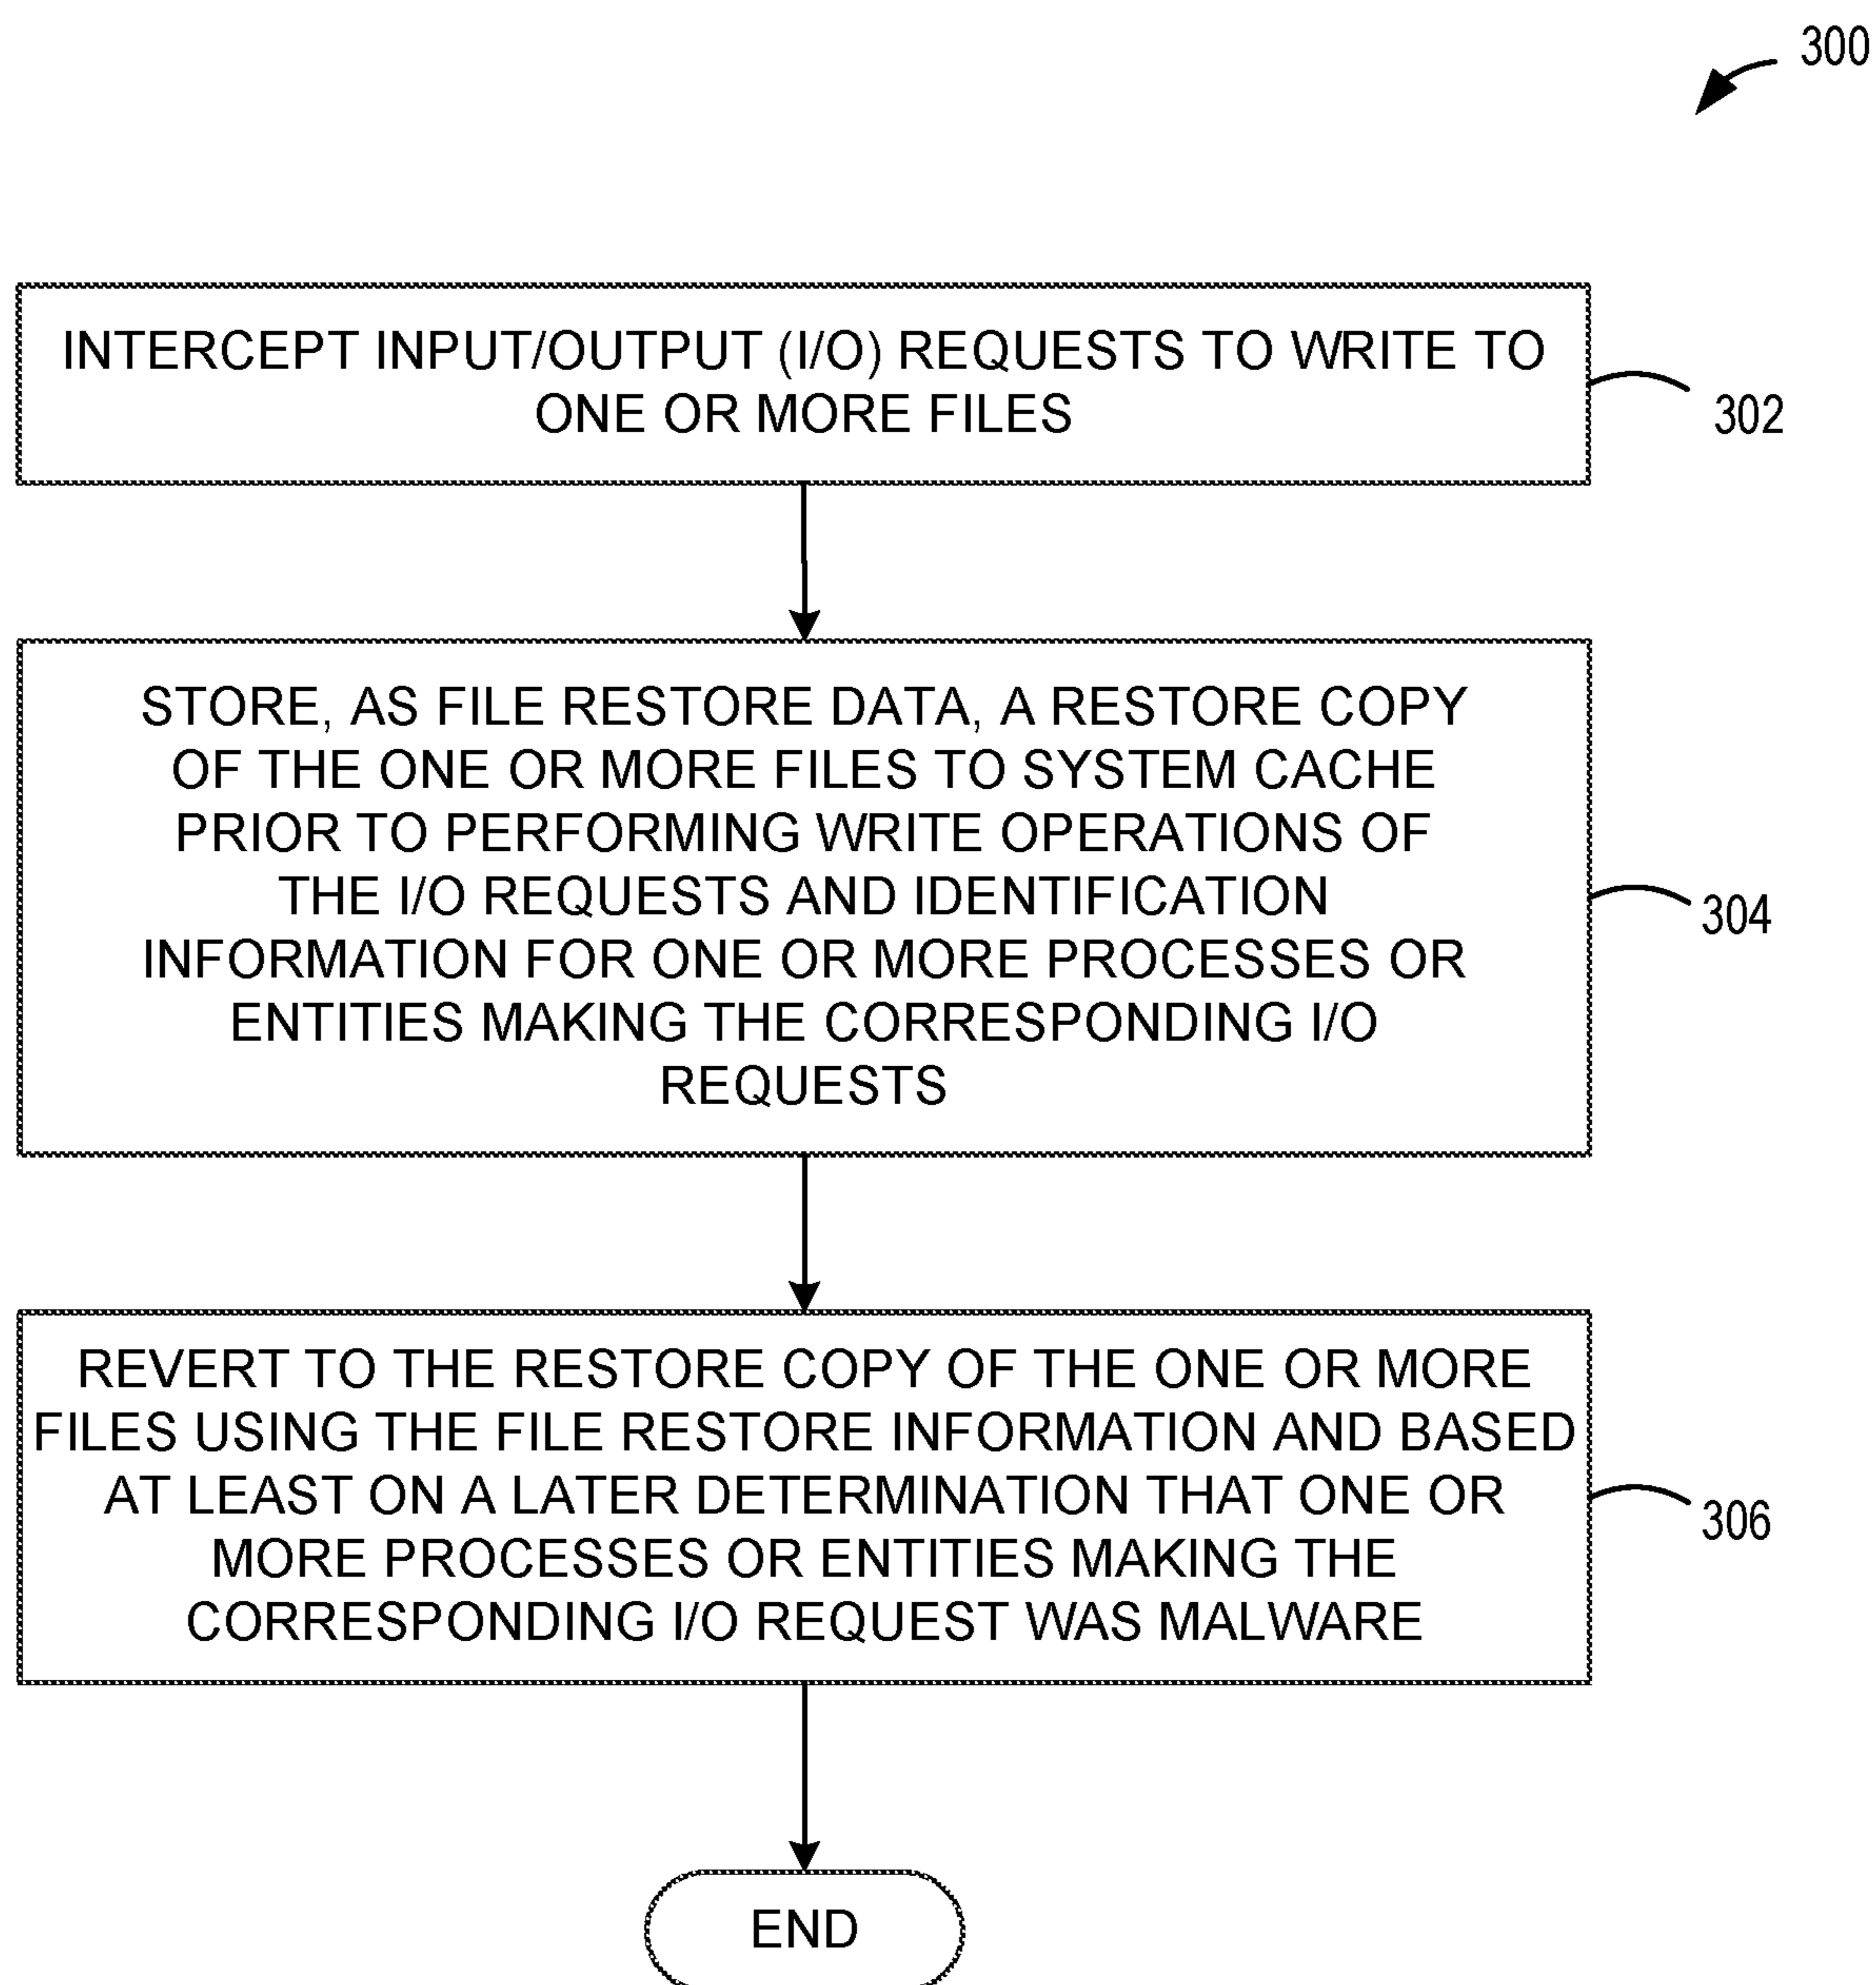 300
INTERCEPT INPUT/OUTPUT (I/O) REQUESTS TO WRITE TO
ONE OR MORE FILES
302
STORE, AS FILE RESTORE DATA, A RESTORE COPY
OF THE ONE OR MORE FILES TO SYSTEM CACHE
PRIOR TO PERFORMING WRITE OPERATIONS OF
THE I/O REQUESTS AND IDENTIFICATION
INFORMATION FOR ONE OR MORE PROCESSES OR
ENTITIES MAKING THE CORRESPONDING I/O
REQUESTS
304
REVERT TO THE RESTORE COPY OF THE ONE OR MORE
FILES USING THE FILE RESTORE INFORMATION AND BASED
AT LEAST ON A LATER DETERMINATION THAT ONE OR
MORE PROCESSES OR ENTITIES MAKING THE
CORRESPONDING I/O REQUEST WAS MALWARE
306
END